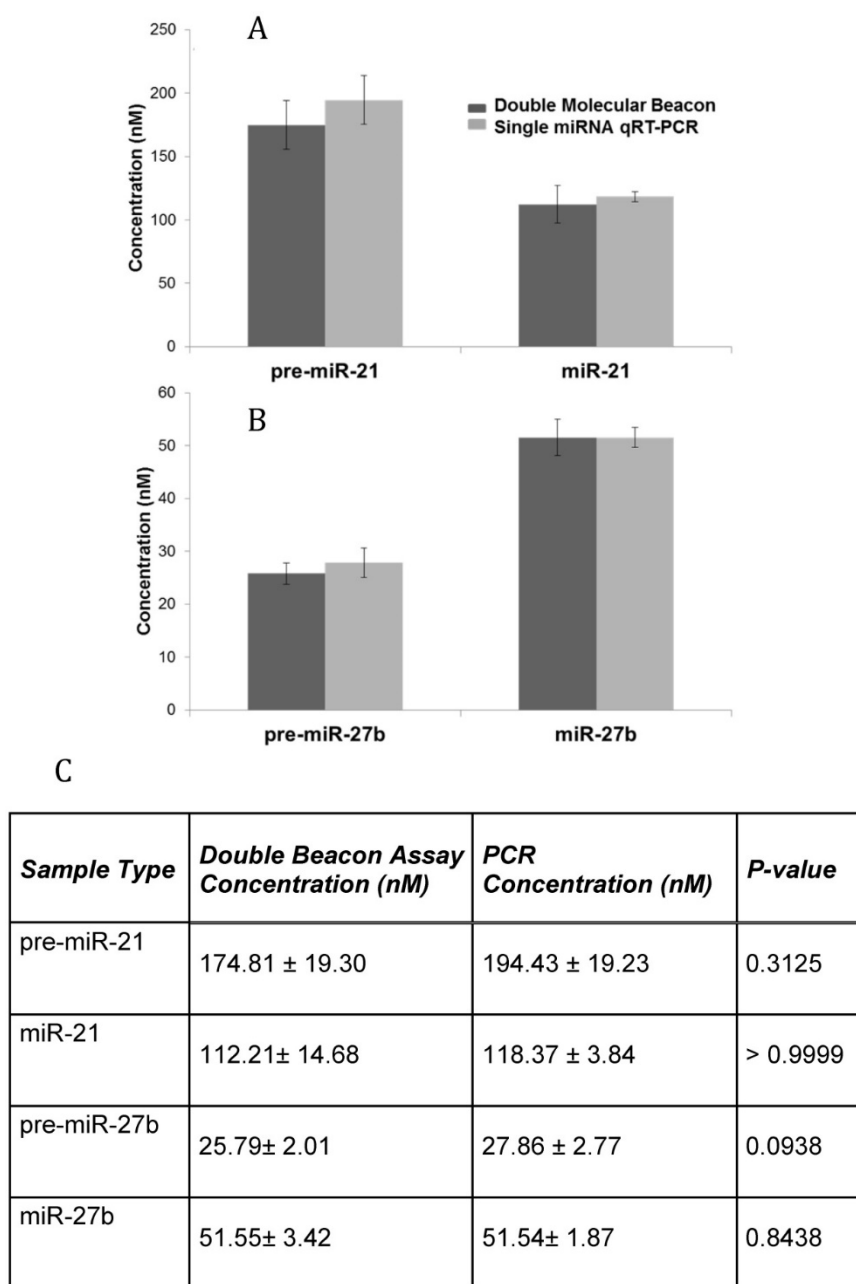 A
250
200
150
100
50
0
Concentration (nM)
Double Molecular Beacon
Single miRNA qRT-PCR
pre-miR-21 miR-21
B
60
50
40
30
20
10
0
Concentration (nM)
pre-miR-27b miR-27b
C
Sample Type
Double Beacon Assay
Concentration (nM)
PCR
Concentration (nM)
P-value
pre-miR-21
174.81 ± 19.30
194.43 ± 19.23
0.3125
miR-21
112.21± 14.68
118.37 ± 3.84
> 0.9999
pre-miR-27b
25.79± 2.01
27.86 ± 2.77
0.0938
miR-27b
51.55± 3.42
51.54± 1.87
0.8438